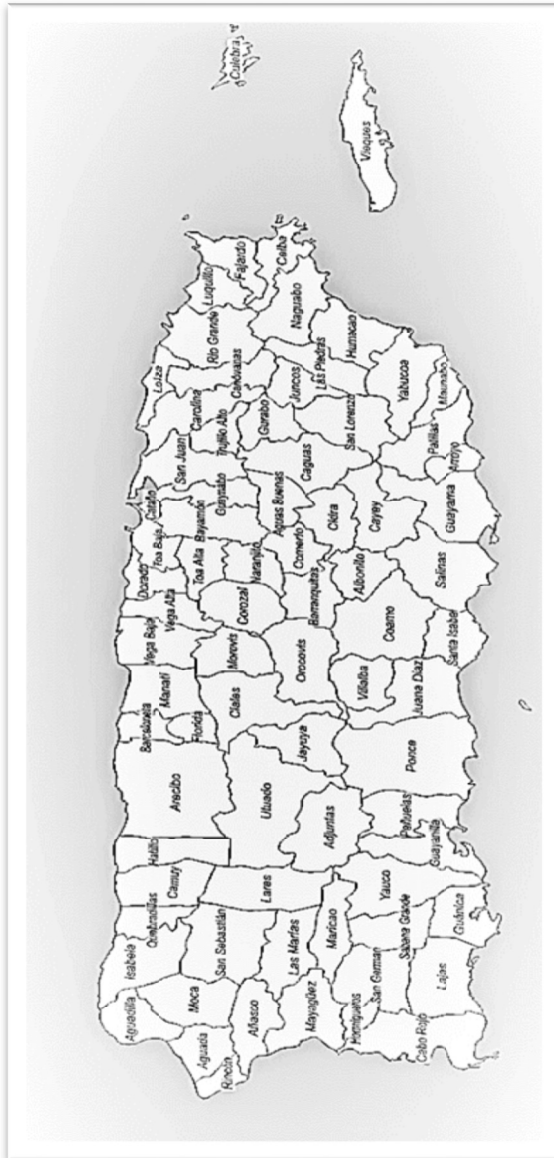 Aguadilla
Isabela
Quebradillas
Camuy
Hatillo
Arecibo
Barceloneta
Manatí
Florida
Vega Baja
Vega Alta
Dorado
Toa Baja
Toa Alta
Cataño
Bayamón
Guaynabo
San Juan
Trujillo Alto
Carolina
Loiza
Canóvanas
Rio Grande
Luquillo
Fajardo
Culebra
Aguada
Rincón
Moca
San Sebastián
Añasco
Lares
Utuado
Ciales
Morovis
Corozal
Naranjito
Aguas Buenas
Gurabo
Juncos
Naguabo
Ceiba
Las Marías
Mayagüez
Maricao
Adjuntas
Jayuya
Orocovis
Barranquitas
Comerío
Cidra
Caguas
San Lorenzo
Las Piedras
Humacao
Vieques
Hormigueros
San German
Sabana Grande
Yauco
Guayanilla
Peñuelas
Ponce
Villalba
Juana Díaz
Coamo
Aibonito
Cayey
Yabucoa
Cabo Rojo
Lajas
Guánica
Santa Isabel
Salinas
Guayama
Arroyo
Patillas
Maunabo